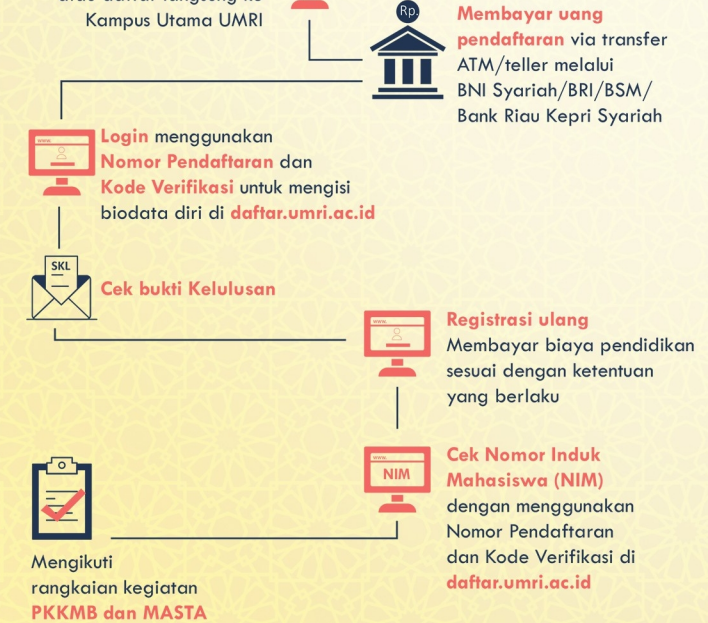 Kampus Utama UMRI
Rp.
Membayar uang
pendaftaran via transfer
ATM/teller melalui
BNI Syariah/BRI/BSM/
Bank Riau Kepri Syariah
www.
Login menggunakan
Nomor Pendaftaran dan
Kode Verifikasi untuk mengisi
biodata diri di daftar.umri.ac.id
SKL
Cek bukti Kelulusan
www.
Registrasi ulang
Membayar biaya pendidikan
sesuai dengan ketentuan
yang berlaku
www.
NIM
Cek Nomor Induk
Mahasiswa (NIM)
dengan menggunakan
Nomor Pendaftaran
dan Kode Verifikasi di
daftar.umri.ac.id
Mengikuti
rangkaian kegiatan
PKKMB dan MASTA